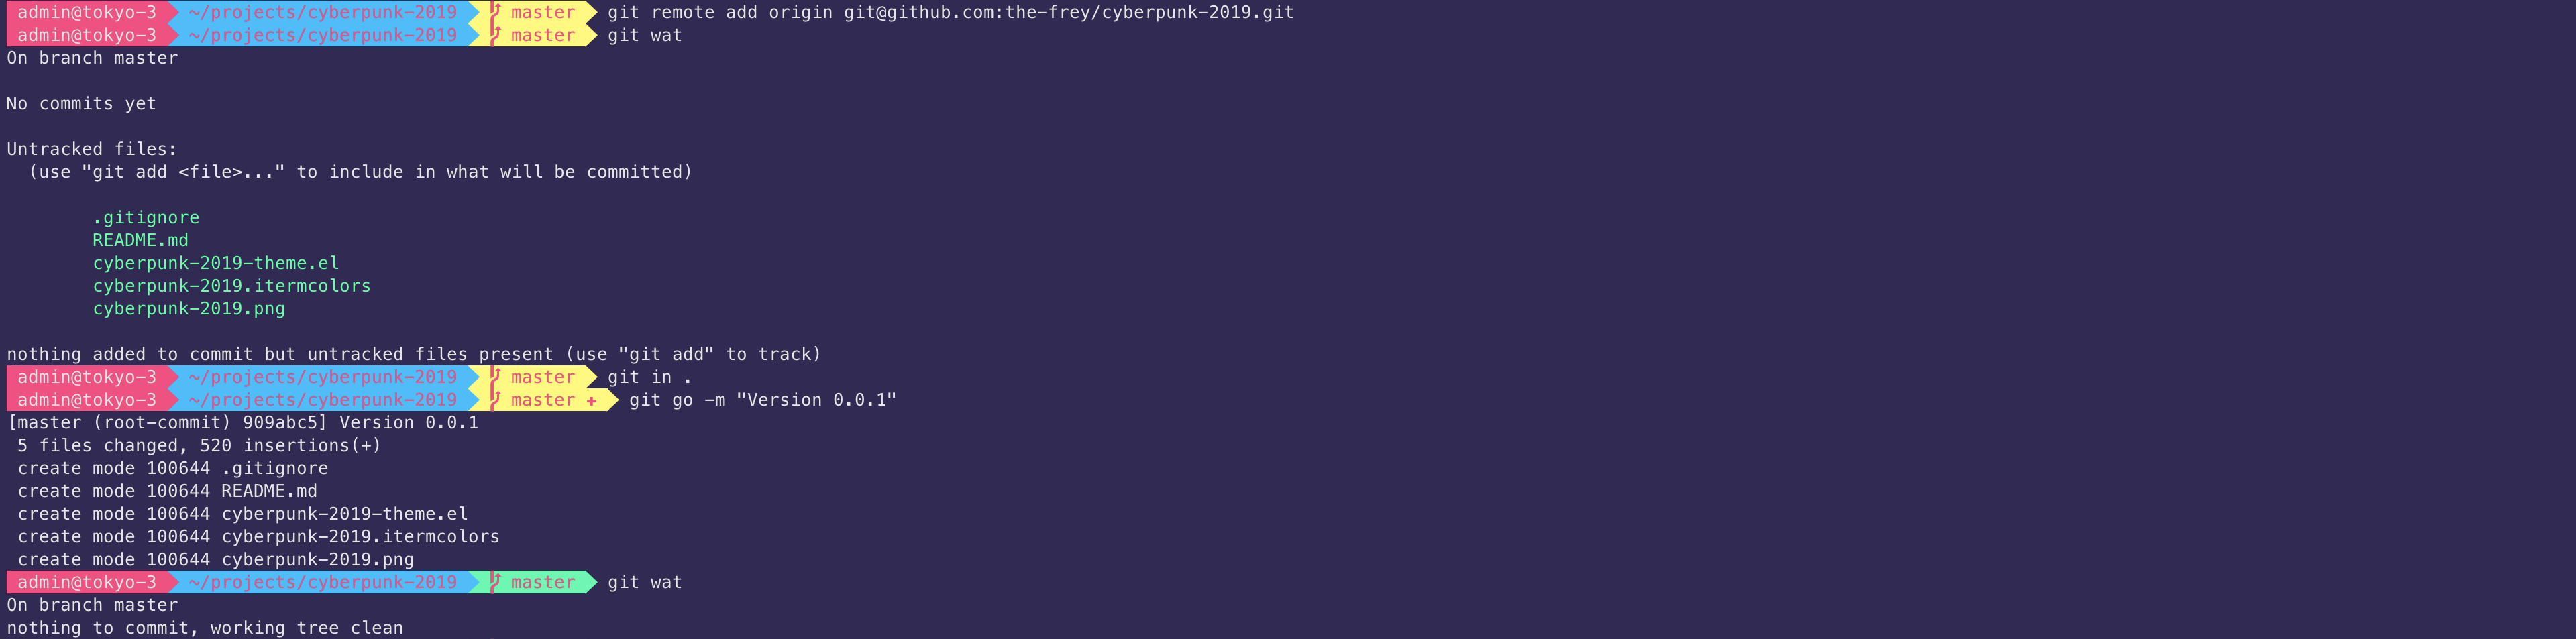 admin@tokyo-3 ~/projects/cyberpunk-2019 master git remote add origin git@github.com:the-frey/cyberpunk-2019.git
admin@tokyo-3 ~/projects/cyberpunk-2019 master git wat
On branch master
No commits yet
Untracked files:
(use "git add <file>..." to include in what will be committed)
.gitignore
README.md
cyberpunk-2019-theme.el
cyberpunk-2019.itermcolors
cyberpunk-2019.png
nothing added to commit but untracked files present (use "git add" to track)
admin@tokyo-3 ~/projects/cyberpunk-2019 master git in .
admin@tokyo-3 ~/projects/cyberpunk-2019 master + git go -m "Version 0.0.1"
[master (root-commit) 909abc5] Version 0.0.1
5 files changed, 520 insertions(+)
create mode 100644 .gitignore
create mode 100644 README.md
create mode 100644 cyberpunk-2019-theme.el
create mode 100644 cyberpunk-2019.itermcolors
create mode 100644 cyberpunk-2019.png
admin@tokyo-3 ~/projects/cyberpunk-2019 master git wat
On branch master
nothing to commit, working tree clean